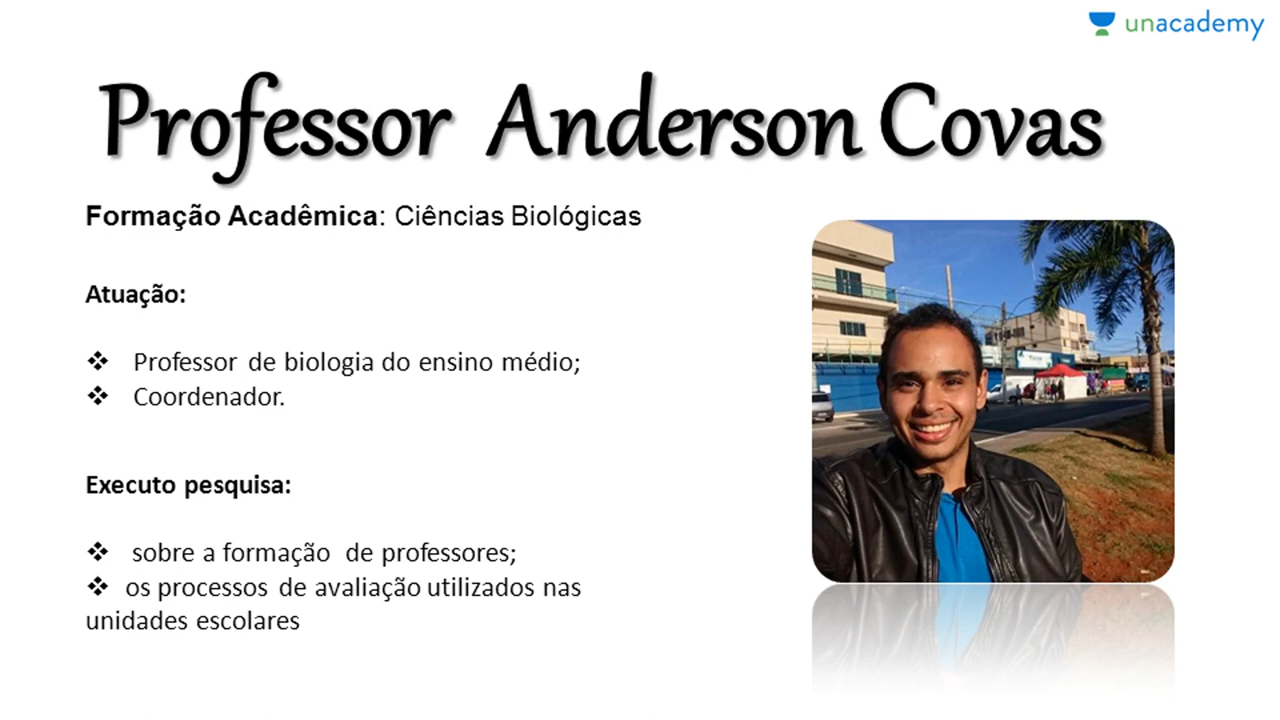 unacademy
Professor Anderson Covas
Formação Acadêmica: Ciências Biológicas
Atuação:
❖ Professor de biologia do ensino médio;
❖ Coordenador.
Executo pesquisa:
❖ sobre a formação de professores;
❖ os processos de avaliação utilizados nas
unidades escolares